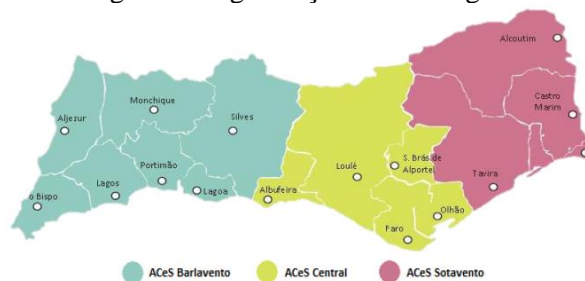 Alcoutim
Monchique
Castro
Marim
Aljezur
Silves
S. Brás de
Alportel
Portimão
Loulé
Lagos
Lagoa
Albufeira
Tavira
o Bispo
Olhão
Faro
ACeS Barlavento
ACeS Central
ACeS Sotavento